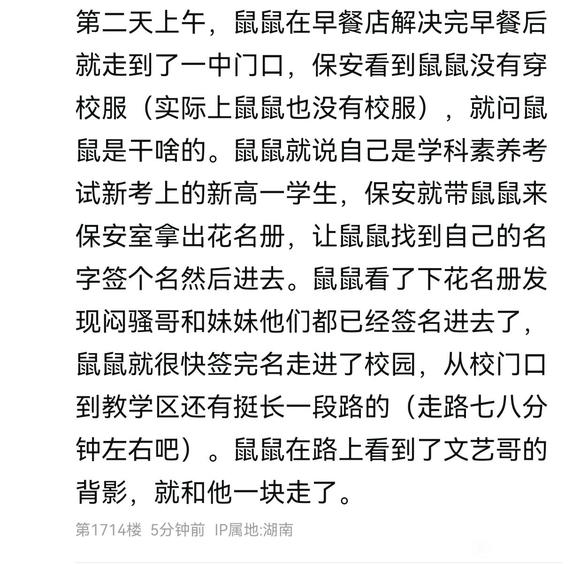 第二天上午，鼠鼠在早餐店解决完早餐后
就走到了一中门口，保安看到鼠鼠没有穿
校服（实际上鼠鼠也没有校服），就问鼠
鼠是干啥的。鼠鼠就说自己是学科素养考
试新考上的新高一学生，保安就带鼠鼠来
保安室拿出花名册，让鼠鼠找到自己的名
字签个名然后进去。鼠鼠看了下花名册发
现闷骚哥和妹妹他们都已经签名进去了，
鼠鼠就很快签完名走进了校园，从校门口
到教学区还有挺长一段路的（走路七八分
钟左右吧）。鼠鼠在路上看到了文艺哥的
背影，就和他一块走了。
第1714楼 5分钟前 IP属地:湖南